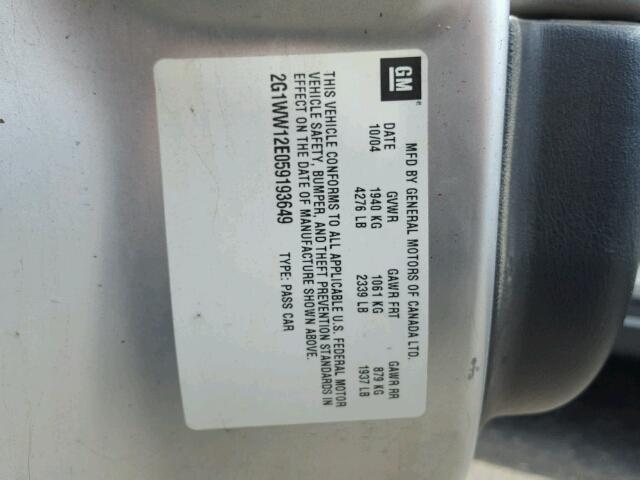 GM®
MFD BY GENERAL MOTORS OF CANADA LTD.
DATE GVWR GAWR FRT GAWR RR
10/04 1940 KG 1061 KG 879 KG
4276 LB 2339 LB 1937 LB
THIS VEHICLE CONFORMS TO ALL APPLICABLE U.S. FEDERAL MOTOR
VEHICLE SAFETY, BUMPER, AND THEFT PREVENTION STANDARDS IN
EFFECT ON THE DATE OF MANUFACTURE SHOWN ABOVE.
2G1WW12E059193649 TYPE: PASS CAR